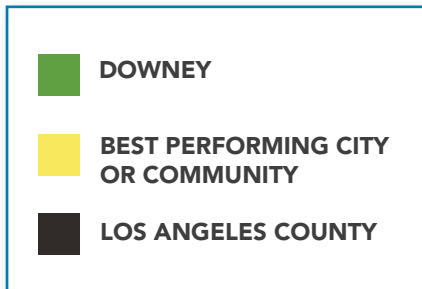 DOWNEY
BEST PERFORMING CITY
OR COMMUNITY
LOS ANGELES COUNTY